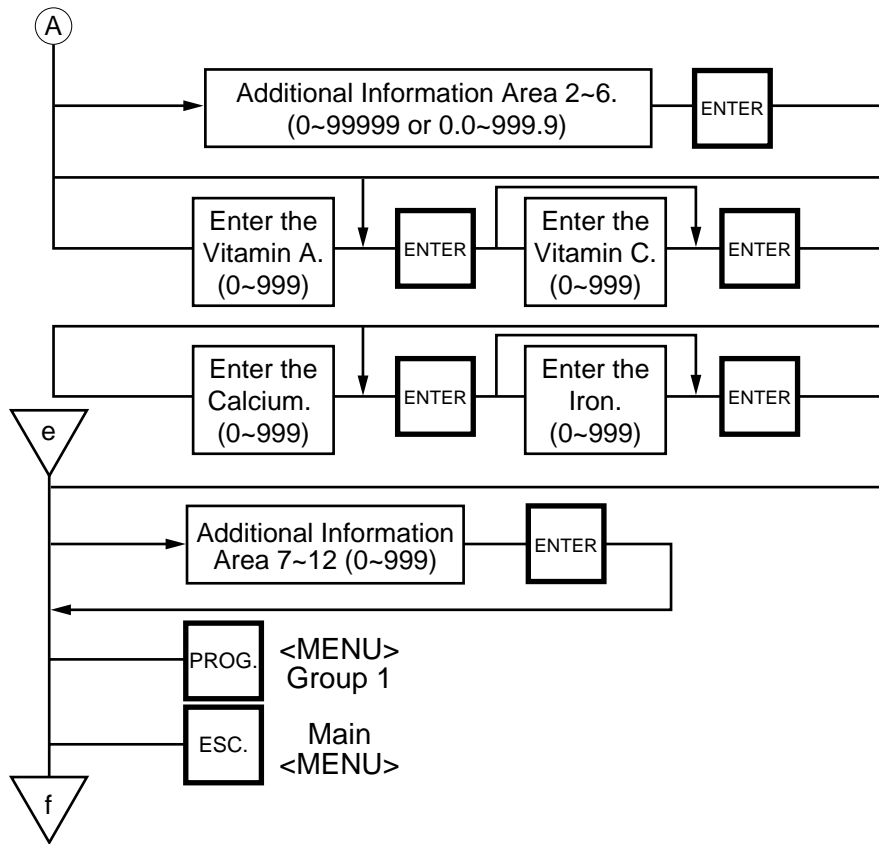 A
Additional Information Area 2~6.
(0~99999 or 0.0~999.9)
ENTER
Enter the
Vitamin A.
(0~999)
ENTER
Enter the
Vitamin C.
(0~999)
ENTER
Enter the
Calcium.
(0~999)
ENTER
Enter the
Iron.
(0~999)
ENTER
e
Additional Information
Area 7~12 (0~999)
ENTER
PROG.
<MENU>
Group 1
ESC.
Main
<MENU>
f